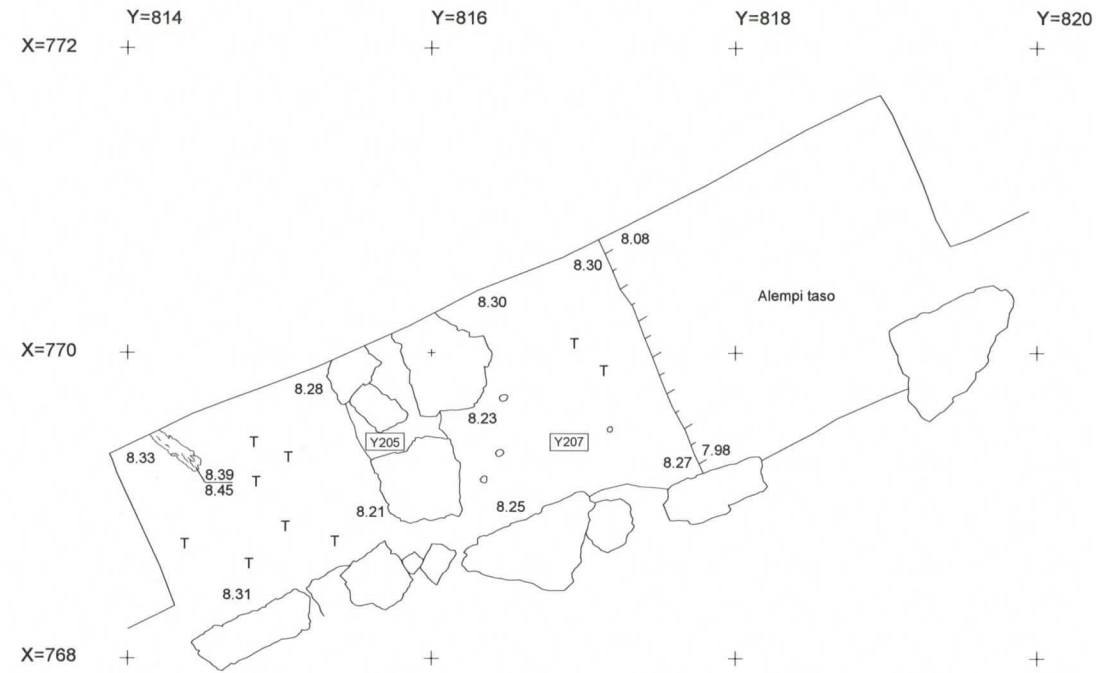 Y=814 Y=816 Y=818 Y=820
X=772
8.08
8.30
8.30
Alempi taso
T
X=770
T
8.28
8.23
T Y205 Y207
8.33 T 7.98
8.27
8.39 T
8.45
8.21 8.25
T
T T
T
8.31
X=768